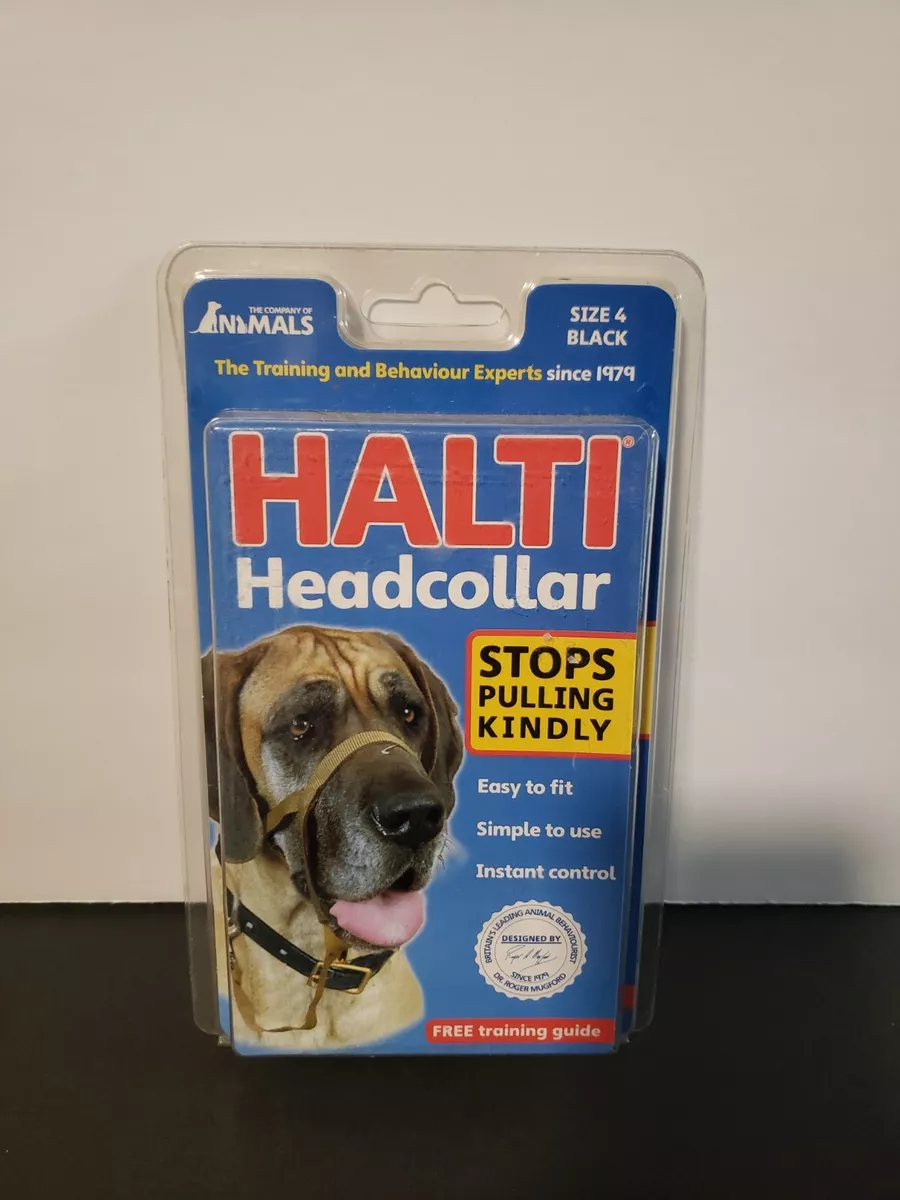 THE COMPANY OF
ANIMALS
SIZE 4
BLACK
The Training and Behaviour Experts since 1979
HALTI®
Headcollar
STOPS
PULLING
KINDLY
Easy to fit
Simple to use
Instant control
BRITAIN'S LEADING ANIMAL BEHAVIOURIST
DESIGNED BY
SINCE 1979
DR. ROGER MUGFORD
FREE training guide